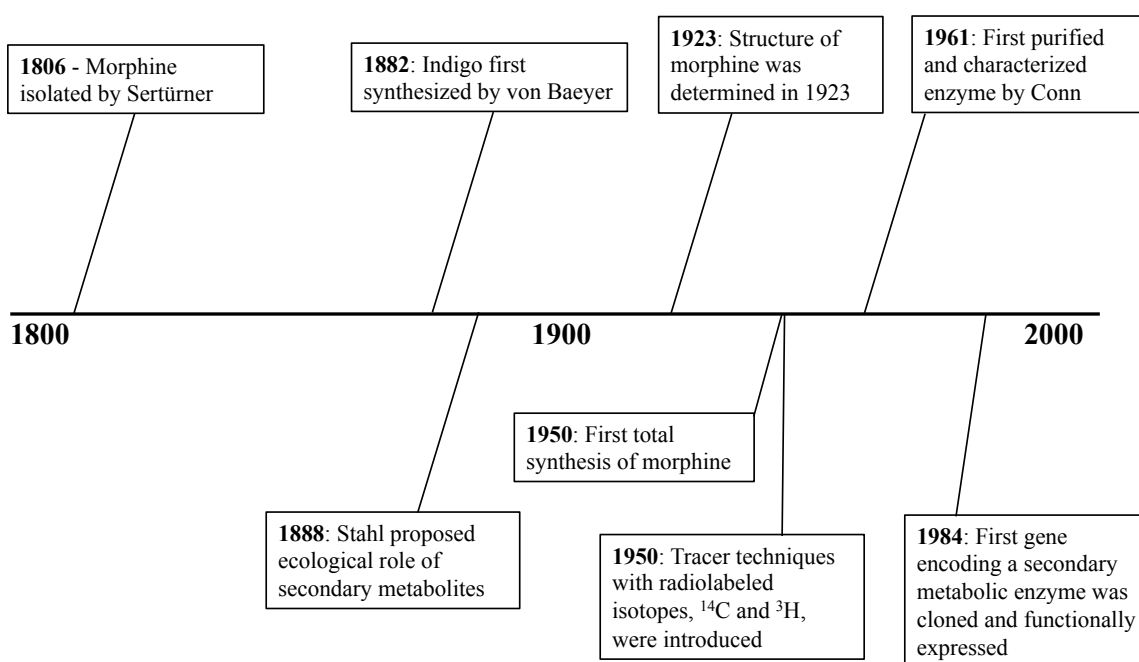 1806 - Morphine
isolated by Sertürner
1882: Indigo first
synthesized by von Baeyer
1923: Structure of
morphine was
determined in 1923
1961: First purified
and characterized
enzyme by Conn
1800
1900
2000
1950: First total
synthesis of morphine
1888: Stahl proposed
ecological role of
secondary metabolites
1950: Tracer techniques
with radiolabeled
isotopes, ¹⁴C and ³H,
were introduced
1984: First gene
encoding a secondary
metabolic enzyme was
cloned and functionally
expressed